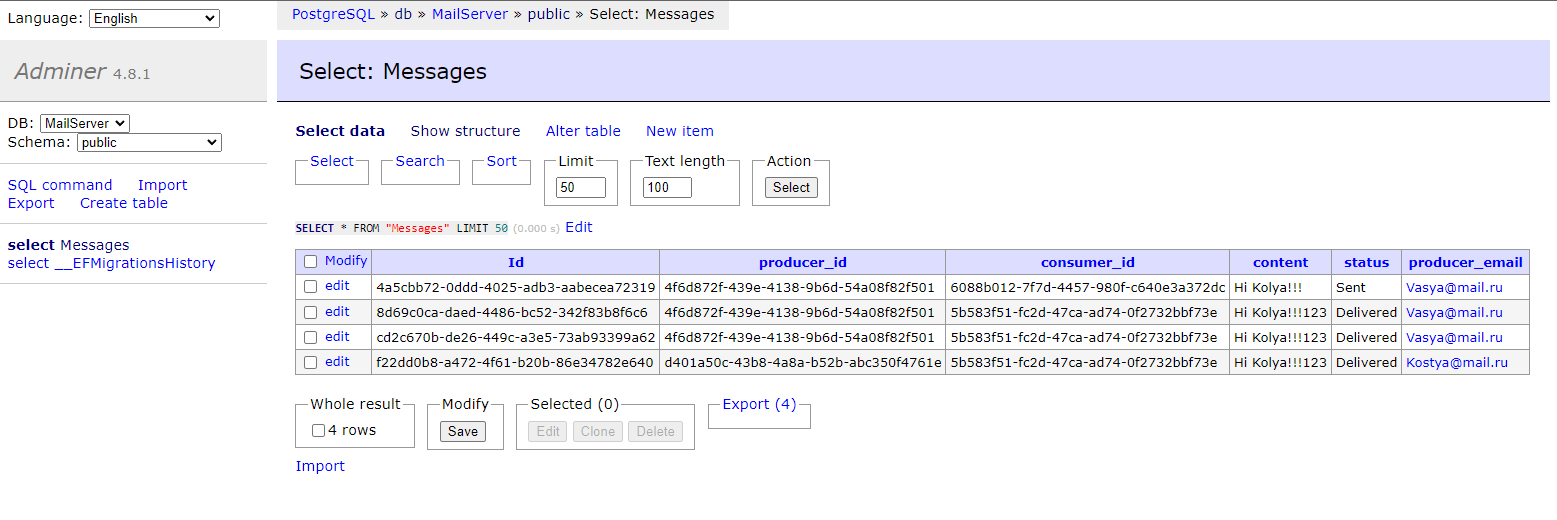 Language: English
PostgreSQL » db » MailServer » public » Select: Messages
Adminer 4.8.1
Select: Messages
DB: MailServer
Schema: public
SQL command Import
Export Create table
select Messages
select __EFMigrationsHistory
Select data Show structure Alter table New item
Select Search Sort Limit Text length Action
50 100 Select
SELECT * FROM "Messages" LIMIT 50 (0.000 s) Edit
Modify Id producer_id consumer_id content status producer_email
edit 4a5cbb72-0ddd-4025-adb3-aabecea72319 4f6d872f-439e-4138-9b6d-54a08f82f501 6088b012-7f7d-4457-980f-c640e3a372dc Hi Kolya!!! Sent Vasya@mail.ru
edit 8d69c0ca-daed-4486-bc52-342f83b8f6c6 4f6d872f-439e-4138-9b6d-54a08f82f501 5b583f51-fc2d-47ca-ad74-0f2732bbf73e Hi Kolya!!!123 Delivered Vasya@mail.ru
edit cd2c670b-de26-449c-a3e5-73ab93399a62 4f6d872f-439e-4138-9b6d-54a08f82f501 5b583f51-fc2d-47ca-ad74-0f2732bbf73e Hi Kolya!!!123 Delivered Vasya@mail.ru
edit f22dd0b8-a472-4f61-b20b-86e34782e640 d401a50c-43b8-4a8a-b52b-abc350f4761e 5b583f51-fc2d-47ca-ad74-0f2732bbf73e Hi Kolya!!!123 Delivered Kostya@mail.ru
Whole result Modify Selected (0) Export (4)
4 rows Save Edit Clone Delete
Import